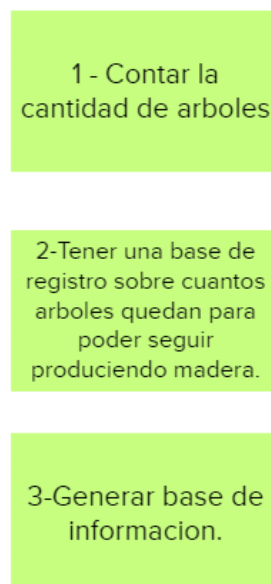 1 - Contar la
cantidad de arboles
2-Tener una base de
registro sobre cuantos
arboles quedan para
poder seguir
produciendo madera.
3-Generar base de
informacion.